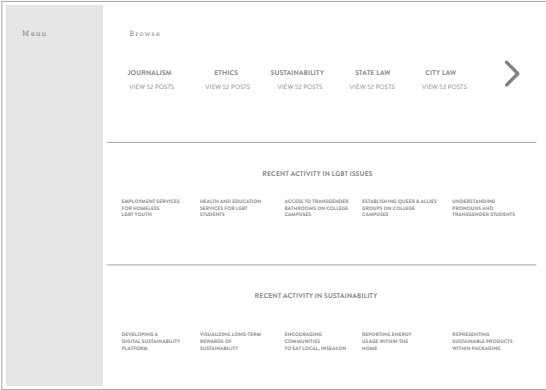 Menu
Browse
JOURNALISM ETHICS SUSTAINABILITY STATE LAW CITY LAW
VIEW 52 POSTS VIEW 52 POSTS VIEW 52 POSTS VIEW 52 POSTS VIEW 52 POSTS
RECENT ACTIVITY IN LGBT ISSUES
EMPLOYMENT SERVICES
FOR HOMELESS
LGBT YOUTH
HEALTH AND EDUCATION
SERVICES FOR LGBT
STUDENTS
ACCESS TO TRANSGENDER
BATHROOMS ON COLLEGE
CAMPUSES
ESTABLISHING QUEER & ALLIES
GROUPS ON COLLEGE
CAMPUSES
UNDERSTANDING
PRONOUNS AND
TRANSGENDER STUDENTS
RECENT ACTIVITY IN SUSTAINABILITY
DEVELOPING A
DIGITAL SUSTAINABILITY
PLATFORM
VISUALIZING LONG-TERM
REWARDS OF
SUSTAINABILITY
ENCOURAGING
COMMUNITIES
TO EAT LOCAL, INSEASON
REPORTING ENERGY
USAGE WITHIN THE
HOME
REPRESENTING
SUSTAINABLE PRODUCTS
WITHIN PACKAGING